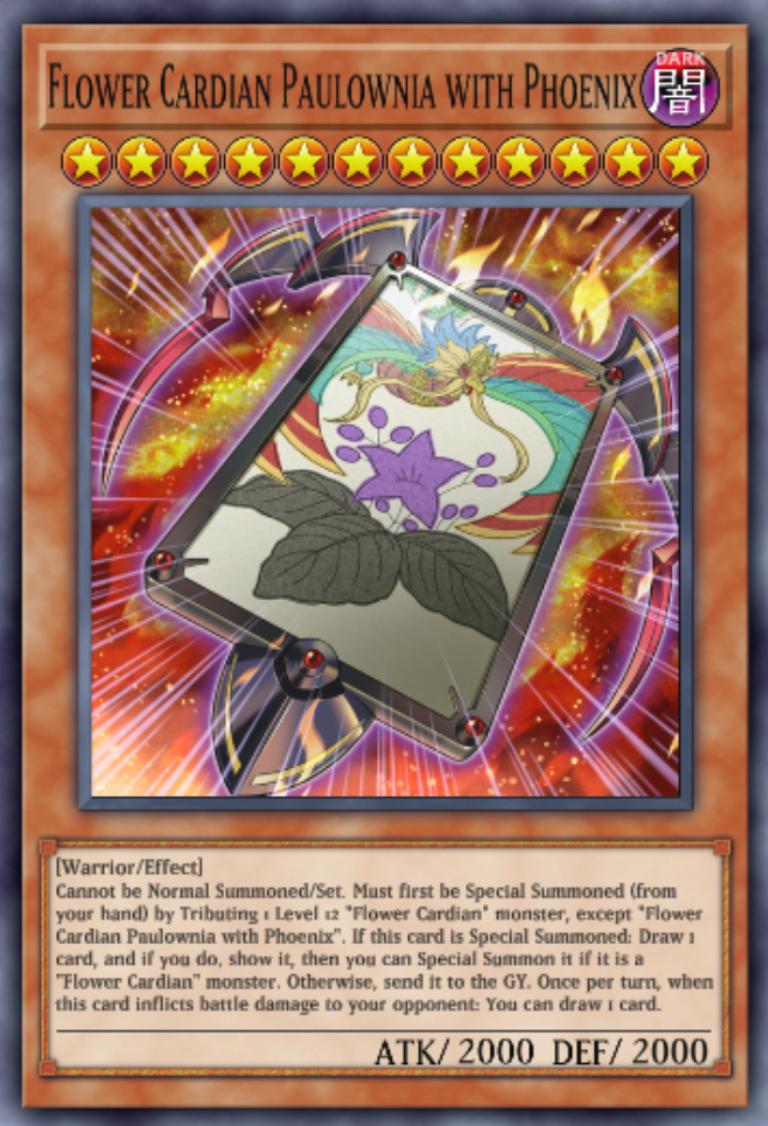 FLOWER CARDIAN PAULOWNIA WITH PHOENIX
DARK
闇
[Warrior/Effect]
Cannot be Normal Summoned/Set. Must first be Special Summoned (from
your hand) by Tributing 1 Level 12 "Flower Cardian" monster, except "Flower
Cardian Paulownia with Phoenix". If this card is Special Summoned: Draw 1
card, and if you do, show it, then you can Special Summon it if it is a
"Flower Cardian" monster. Otherwise, send it to the GY. Once per turn, when
this card inflicts battle damage to your opponent: You can draw 1 card.
ATK/ 2000 DEF/ 2000